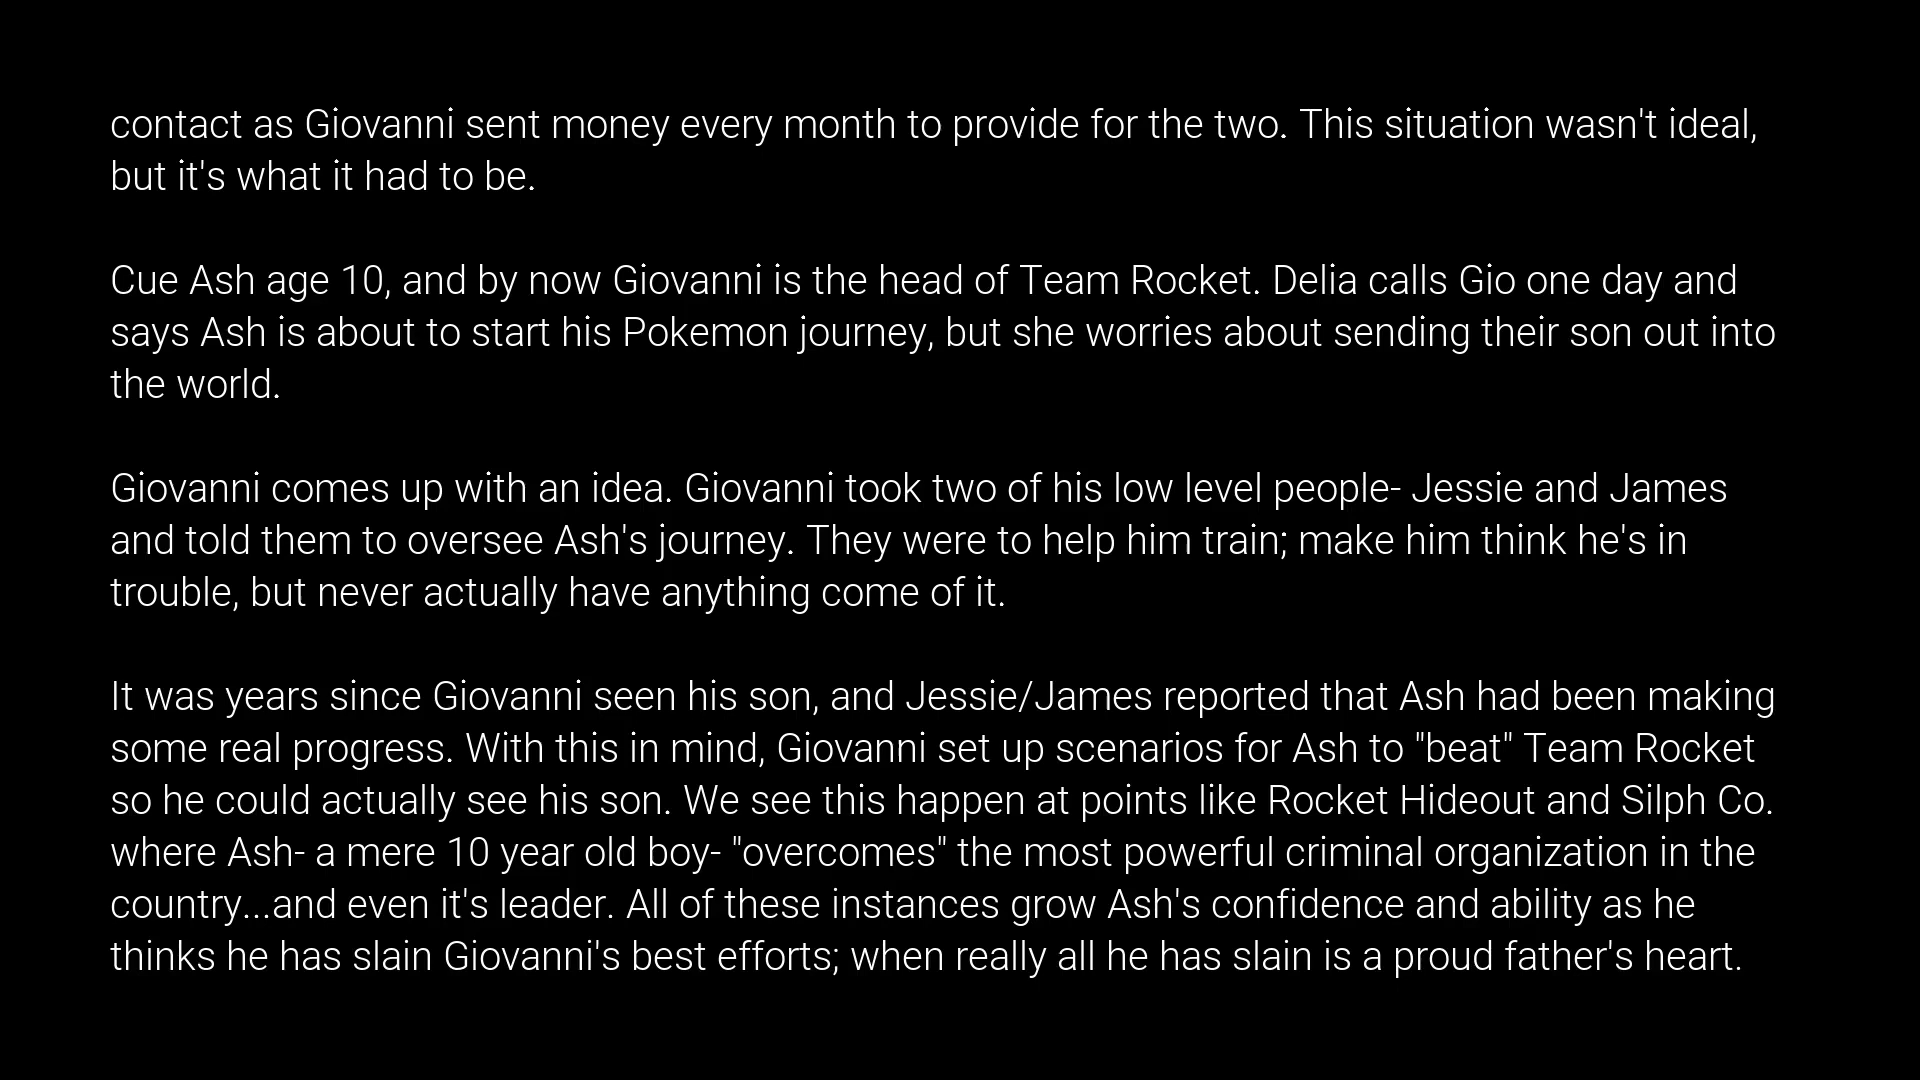 contact as Giovanni sent money every month to provide for the two. This situation wasn't ideal,
but it's what it had to be.
Cue Ash age 10, and by now Giovanni is the head of Team Rocket. Delia calls Gio one day and
says Ash is about to start his Pokemon journey, but she worries about sending their son out into
the world.
Giovanni comes up with an idea. Giovanni took two of his low level people- Jessie and James
and told them to oversee Ash's journey. They were to help him train; make him think he's in
trouble, but never actually have anything come of it.
It was years since Giovanni seen his son, and Jessie/James reported that Ash had been making
some real progress. With this in mind, Giovanni set up scenarios for Ash to "beat" Team Rocket
so he could actually see his son. We see this happen at points like Rocket Hideout and Silph Co.
where Ash- a mere 10 year old boy- "overcomes" the most powerful criminal organization in the
country...and even it's leader. All of these instances grow Ash's confidence and ability as he
thinks he has slain Giovanni's best efforts; when really all he has slain is a proud father's heart.